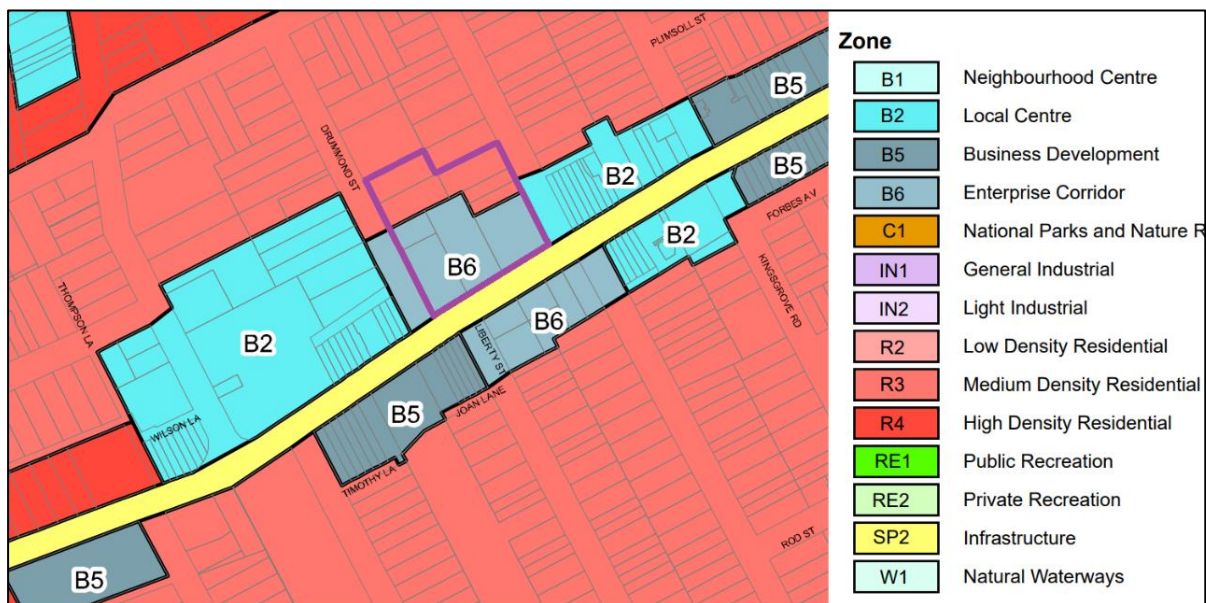 PLIMSOLL ST
B5
DRUMMOND ST
B2
B5
FORBES AV
B2
KINGSGROVE RD
B6
THOMPSON LA
B2
B6
LIBERTY ST
JOAN LANE
B5
WILSON LA
TIMOTHY LA
ROD ST
B5
Zone
B1 Neighbourhood Centre
B2 Local Centre
B5 Business Development
B6 Enterprise Corridor
C1 National Parks and Nature R
IN1 General Industrial
IN2 Light Industrial
R2 Low Density Residential
R3 Medium Density Residential
R4 High Density Residential
RE1 Public Recreation
RE2 Private Recreation
SP2 Infrastructure
W1 Natural Waterways